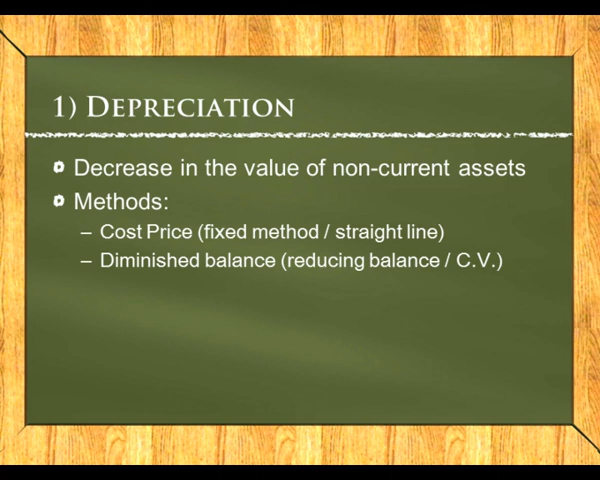 1) DEPRECIATION
Decrease in the value of non-current assets
Methods:
– Cost Price (fixed method / straight line)
– Diminished balance (reducing balance / C.V.)